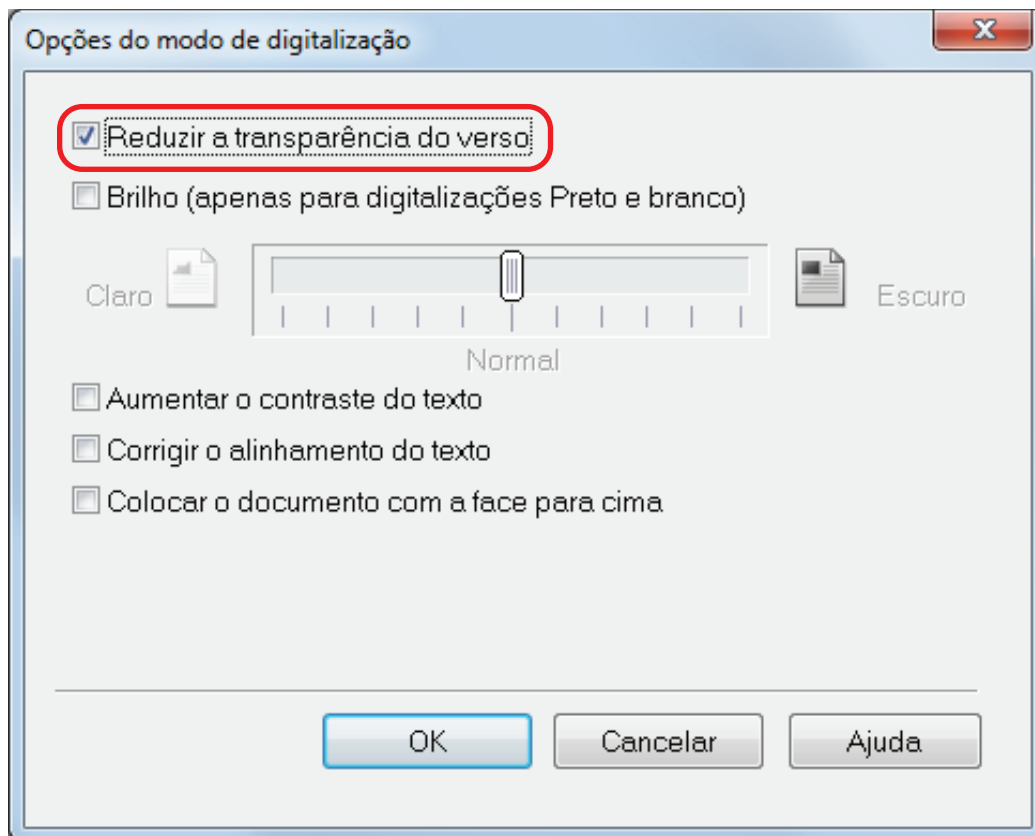 Opções do modo de digitalização
Reduzir a transparência do verso
Brilho (apenas para digitalizações Preto e branco)
Claro
Escuro
Normal
Aumentar o contraste do texto
Corrigir o alinhamento do texto
Colocar o documento com a face para cima
OK
Cancelar
Ajuda